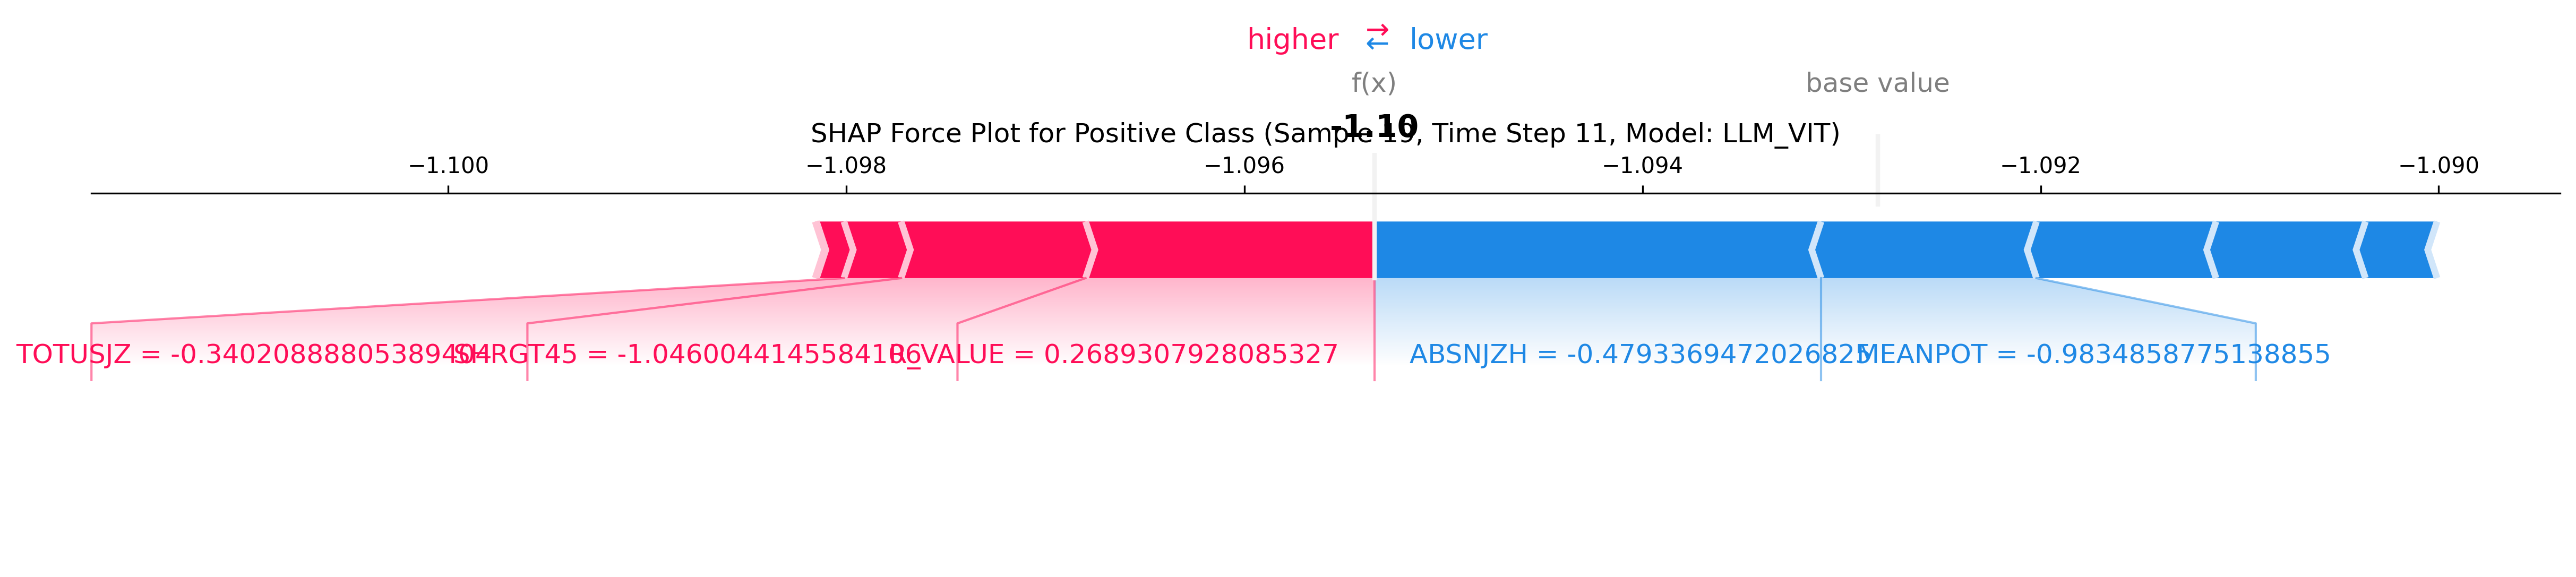 higher ⇄ lower
f(x) base value
-1.10
SHAP Force Plot for Positive Class (Sample 19, Time Step 11, Model: LLM_VIT)
−1.100 −1.098 −1.096 −1.094 −1.092 −1.090
TOTUSJZ = -0.34020888805389404 SHRGT45 = -1.0460044145584106 R_VALUE = 0.2689307928085327 ABSNJZH = -0.4793369472026825 MEANPOT = -0.9834858775138855